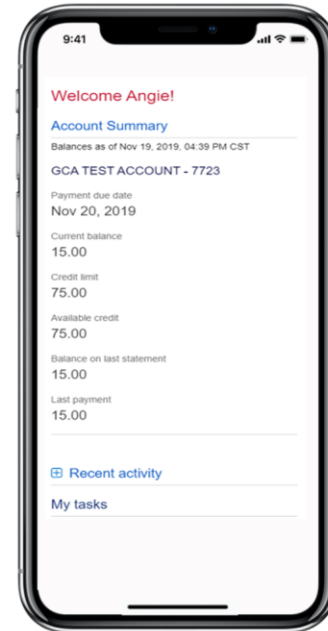 9:41
Welcome Angie!
Account Summary
Balances as of Nov 19, 2019, 04:39 PM CST
GCA TEST ACCOUNT - 7723
Payment due date
Nov 20, 2019
Current balance
15.00
Credit limit
75.00
Available credit
75.00
Balance on last statement
15.00
Last payment
15.00
Recent activity
My tasks